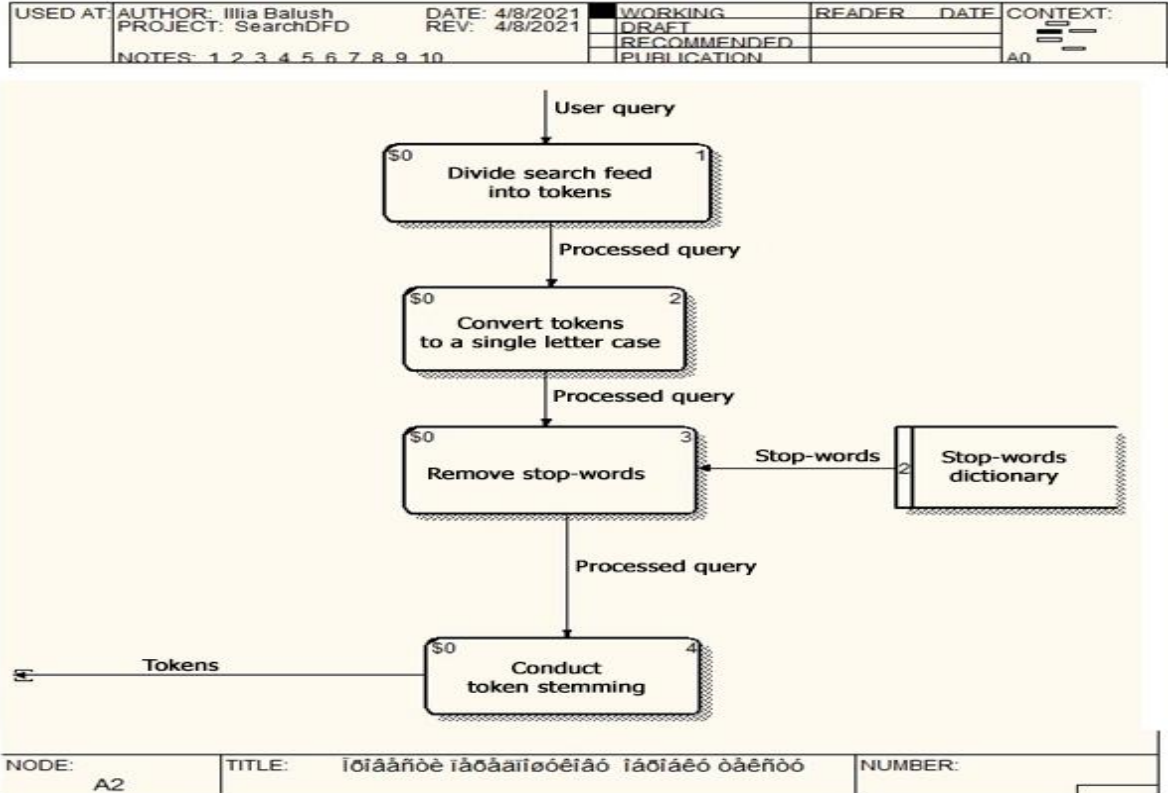 USED AT: AUTHOR: Illia Balush DATE: 4/8/2021 WORKING READER DATE CONTEXT:
PROJECT: SearchDFD REV: 4/8/2021 DRAFT
RECOMMENDED
NOTES: 1 2 3 4 5 6 7 8 9 10 PUBLICATION A0
User query
$0 1
Divide search feed
into tokens
Processed query
$0 2
Convert tokens
to a single letter case
Processed query
$0 3
Remove stop-words
Stop-words
2
Stop-words
dictionary
Processed query
$0 4
Conduct
token stemming
Tokens
NODE: TITLE: NUMBER:
A2